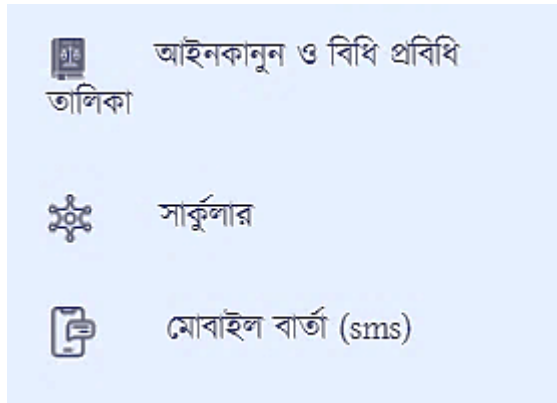 আইনকানুন ও বিধি প্রবিধি
তালিকা
সার্কুলার
মোবাইল বার্তা (sms)